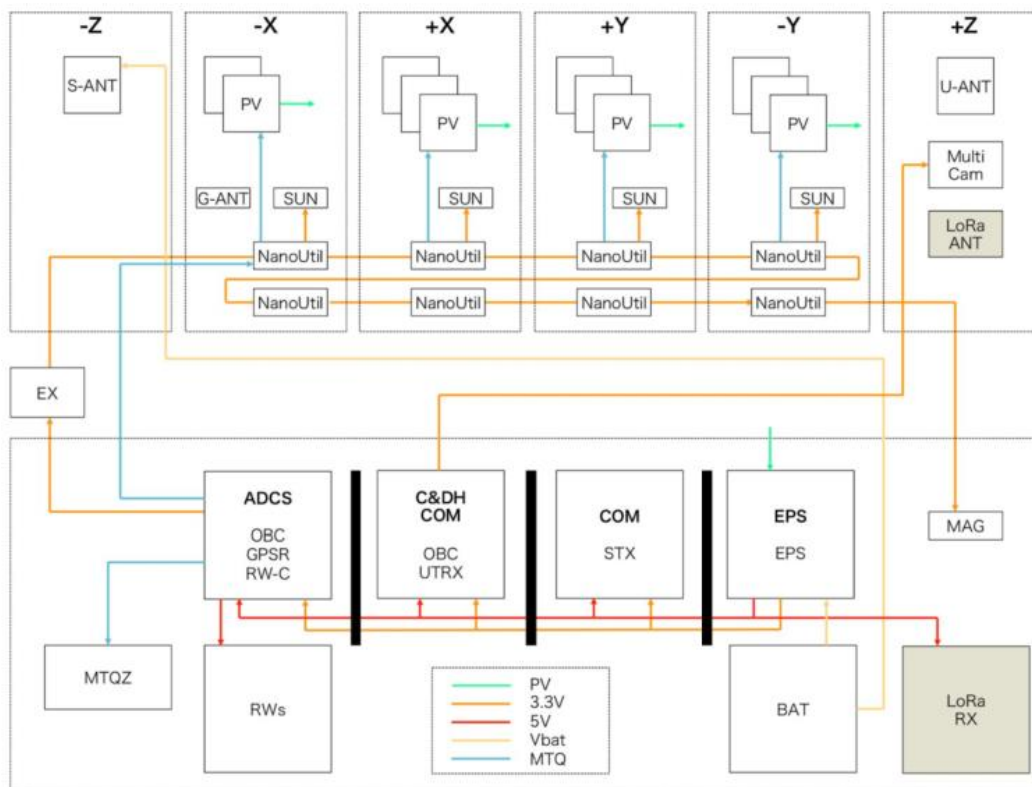 -Z
-X
+X
+Y
-Y
+Z
S-ANT
PV
PV
PV
PV
U-ANT
Multi
Cam
G-ANT
SUN
SUN
SUN
SUN
LoRa
ANT
NanoUtil
NanoUtil
NanoUtil
NanoUtil
NanoUtil
NanoUtil
NanoUtil
NanoUtil
EX
ADCS
OBC
GPSR
RW-C
C&DH
COM
OBC
UTRX
COM
STX
EPS
EPS
MAG
MTQZ
RWs
PV
3.3V
5V
Vbat
MTQ
BAT
LoRa
RX